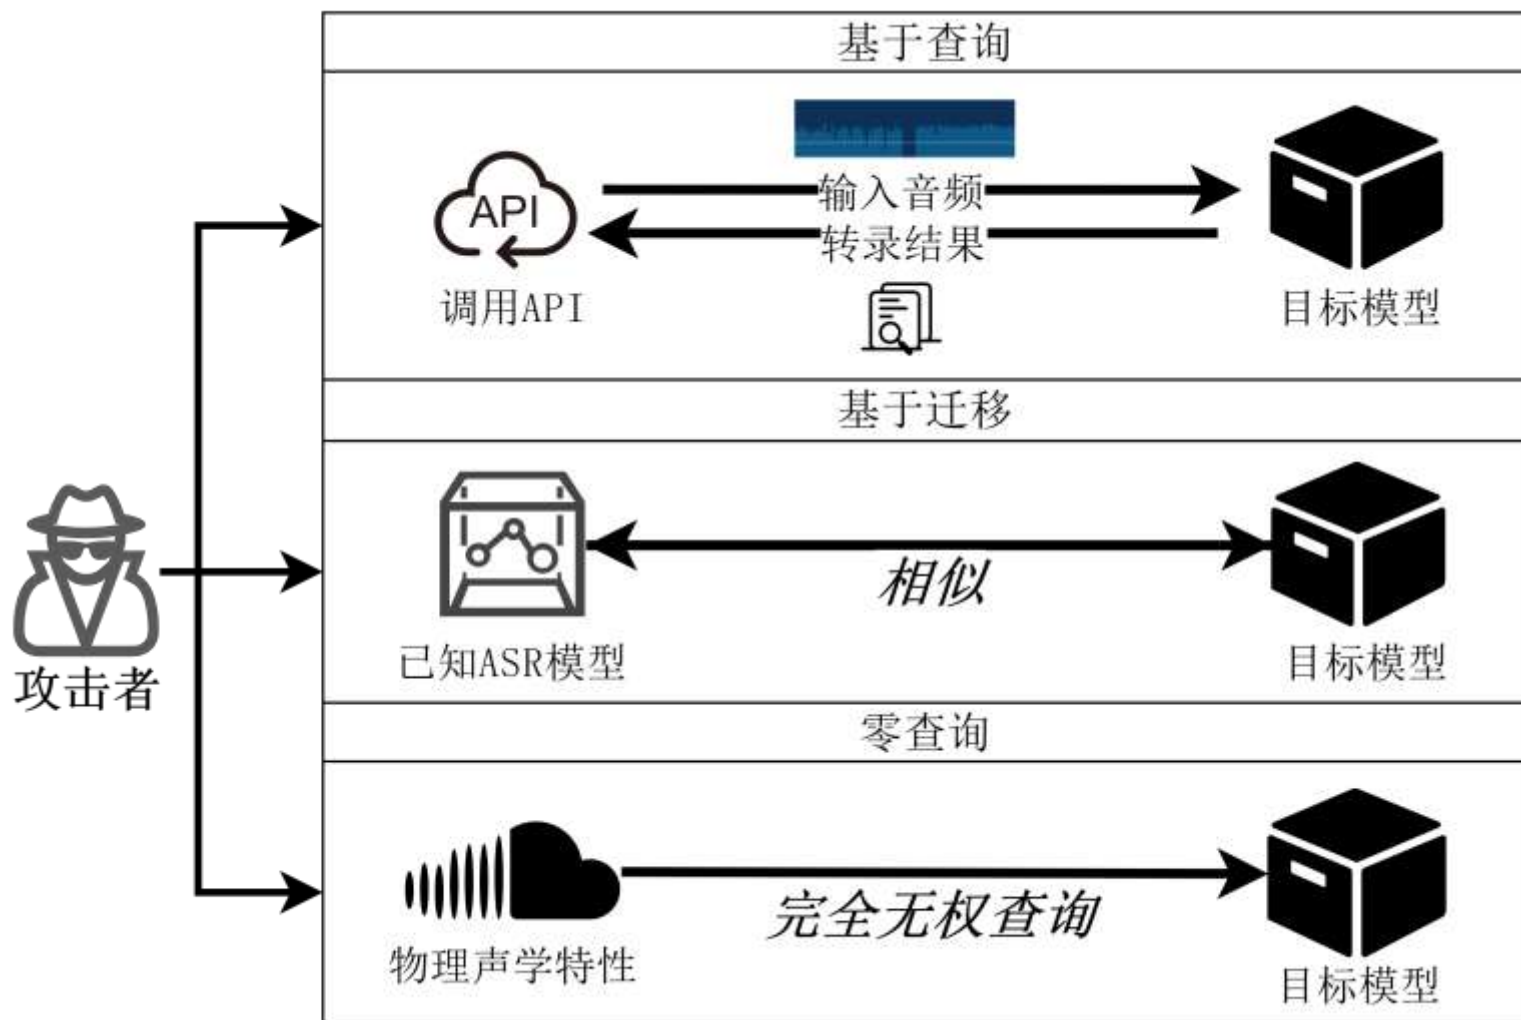 基于查询
API
输入音频
转录结果
调用API
目标模型
基于迁移
相似
已知ASR模型
目标模型
攻击者
零查询
完全无权查询
物理声学特性
目标模型